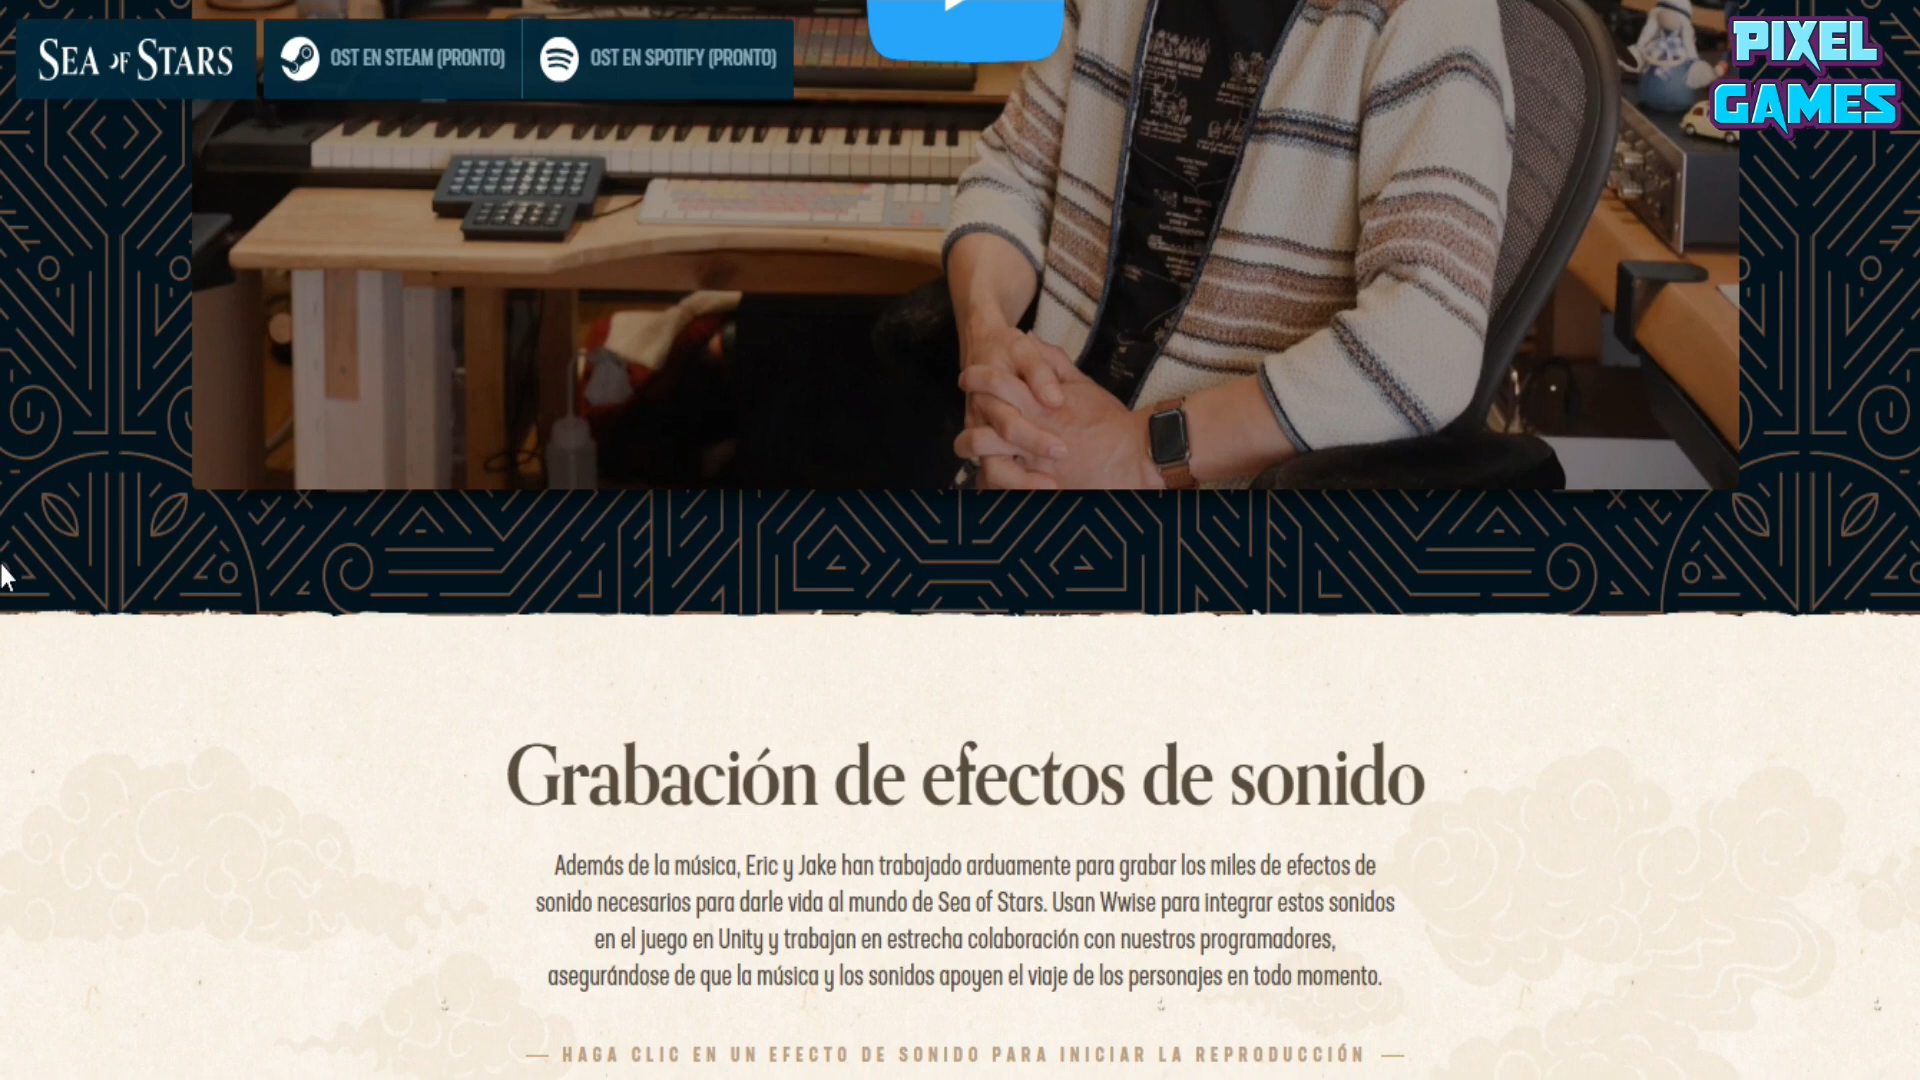 SEA OF STARS
OST EN STEAM (PRONTO)
OST EN SPOTIFY (PRONTO)
PIXEL
GAMES
Grabación de efectos de sonido
Además de la música, Eric y Jake han trabajado arduamente para grabar los miles de efectos de
sonido necesarios para darle vida al mundo de Sea of Stars. Usan Wwise para integrar estos sonidos
en el juego en Unity y trabajan en estrecha colaboración con nuestros programadores,
asegurándose de que la música y los sonidos apoyen el viaje de los personajes en todo momento.
HAGA CLIC EN UN EFECTO DE SONIDO PARA INICIAR LA REPRODUCCIÓN